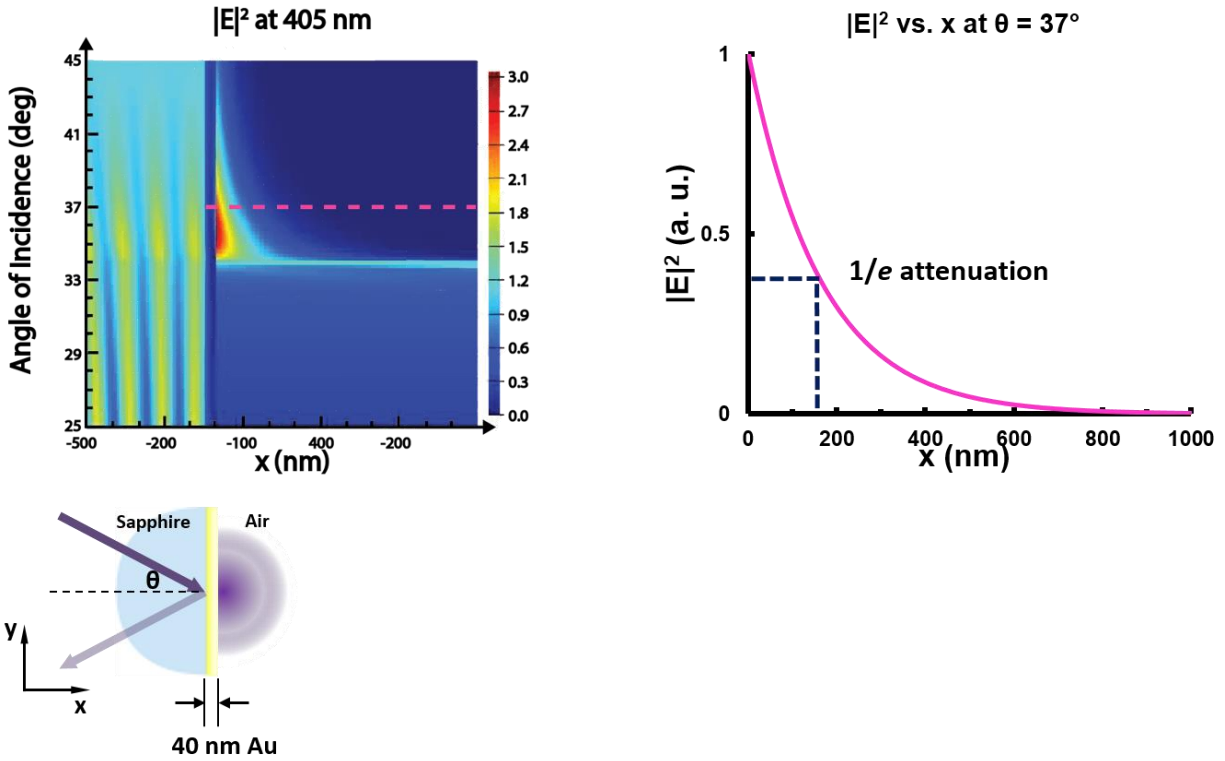 |E|² at 405 nm
Angle of Incidence (deg)
45
41
37
33
29
25
-500
-200
-100
400
-200
x (nm)
3.0
2.7
2.4
2.1
1.8
1.5
1.2
0.9
0.6
0.3
0.0
|E|² vs. x at θ = 37°
|E|² (a. u.)
1
0.5
0
1/e attenuation
0
200
400
600
800
1000
x (nm)
Sapphire
Air
θ
y
x
40 nm Au